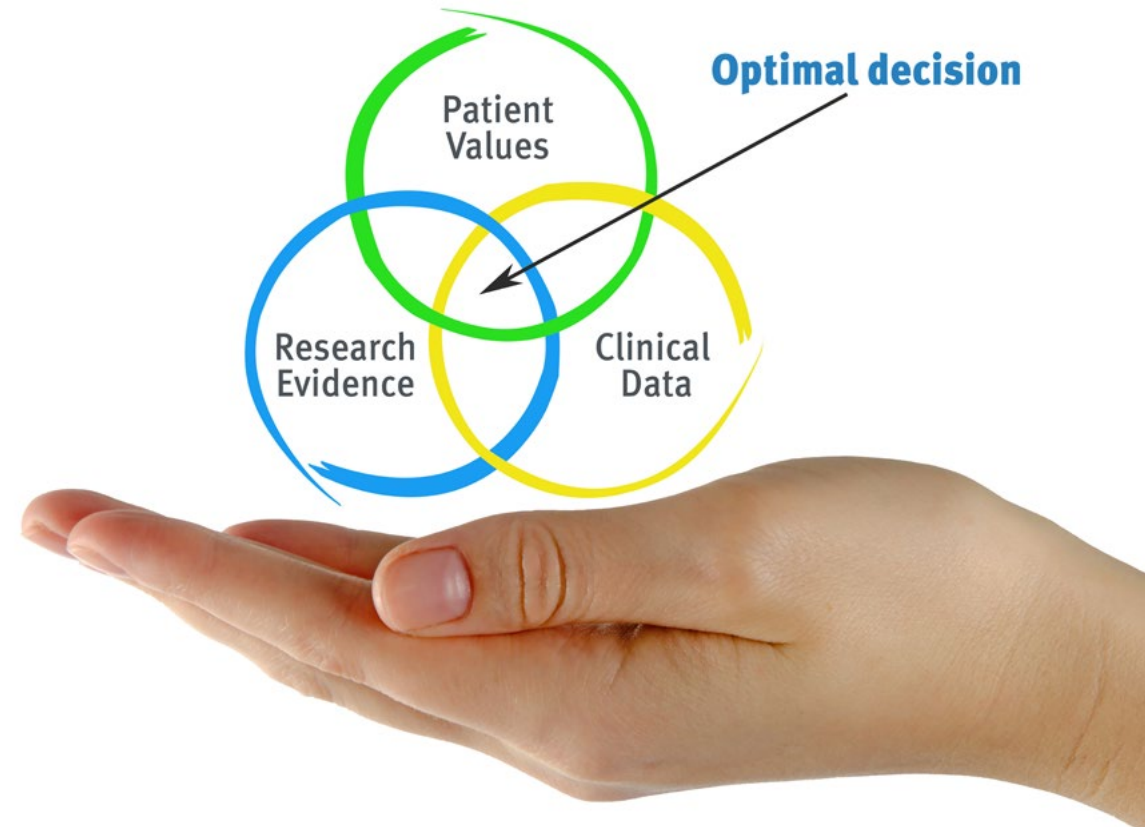 Optimal decision
Patient
Values
Research
Evidence
Clinical
Data